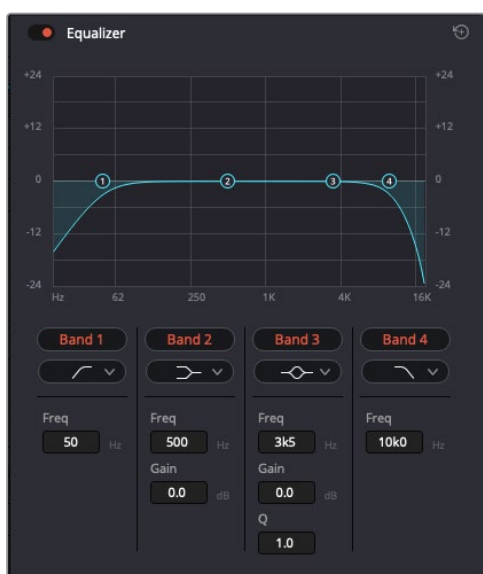 Equalizer
+24 +24
+12 +12
0 1 2 3 4 0
-12 -12
-24 -24
Hz 62 250 1K 4K 16K
Band 1 Band 2 Band 3 Band 4
Freq Freq Freq Freq
50 Hz 500 Hz 3k5 Hz 10k0 Hz
Gain Gain
0.0 dB 0.0 dB
Q
1.0